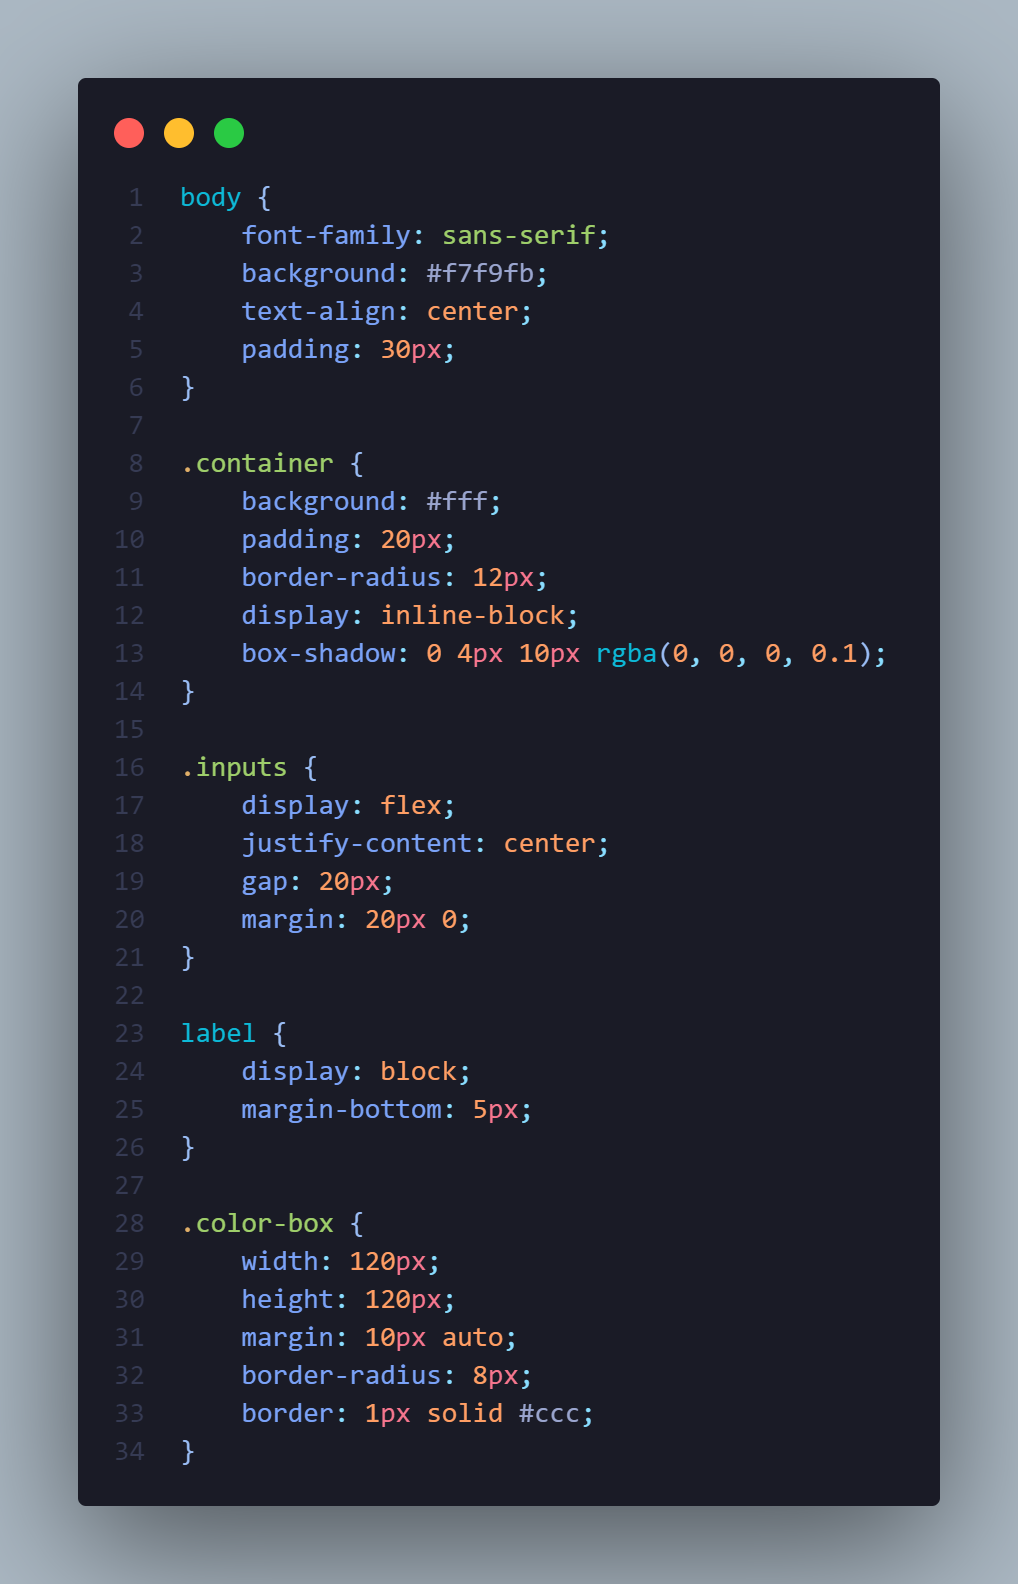 1 body {
2     font-family: sans-serif;
3     background: #f7f9fb;
4     text-align: center;
5     padding: 30px;
6 }
7
8 .container {
9     background: #fff;
10     padding: 20px;
11     border-radius: 12px;
12     display: inline-block;
13     box-shadow: 0 4px 10px rgba(0, 0, 0, 0.1);
14 }
15
16 .inputs {
17     display: flex;
18     justify-content: center;
19     gap: 20px;
20     margin: 20px 0;
21 }
22
23 label {
24     display: block;
25     margin-bottom: 5px;
26 }
27
28 .color-box {
29     width: 120px;
30     height: 120px;
31     margin: 10px auto;
32     border-radius: 8px;
33     border: 1px solid #ccc;
34 }